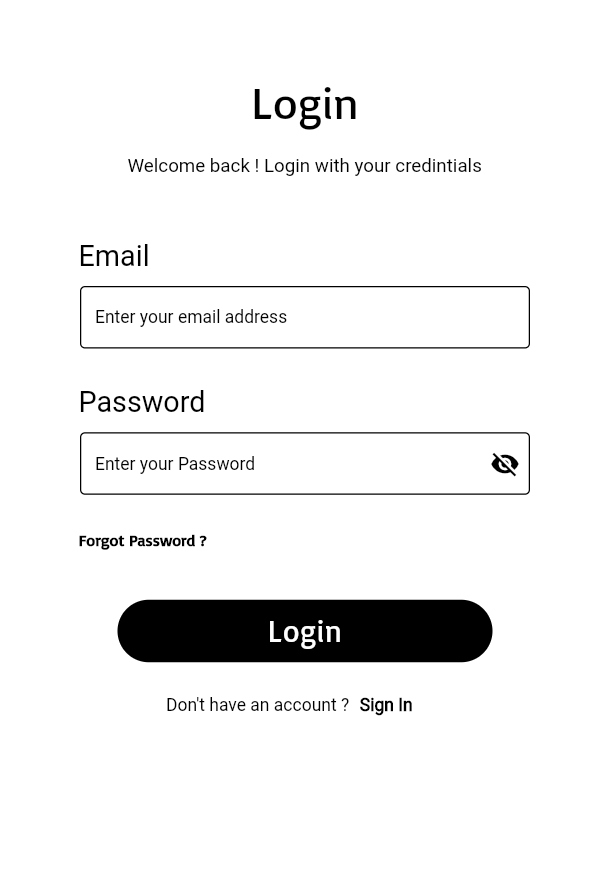 Login
Welcome back ! Login with your credintials
Email
Enter your email address
Password
Enter your Password
Forgot Password ?
Login
Don't have an account ? Sign In